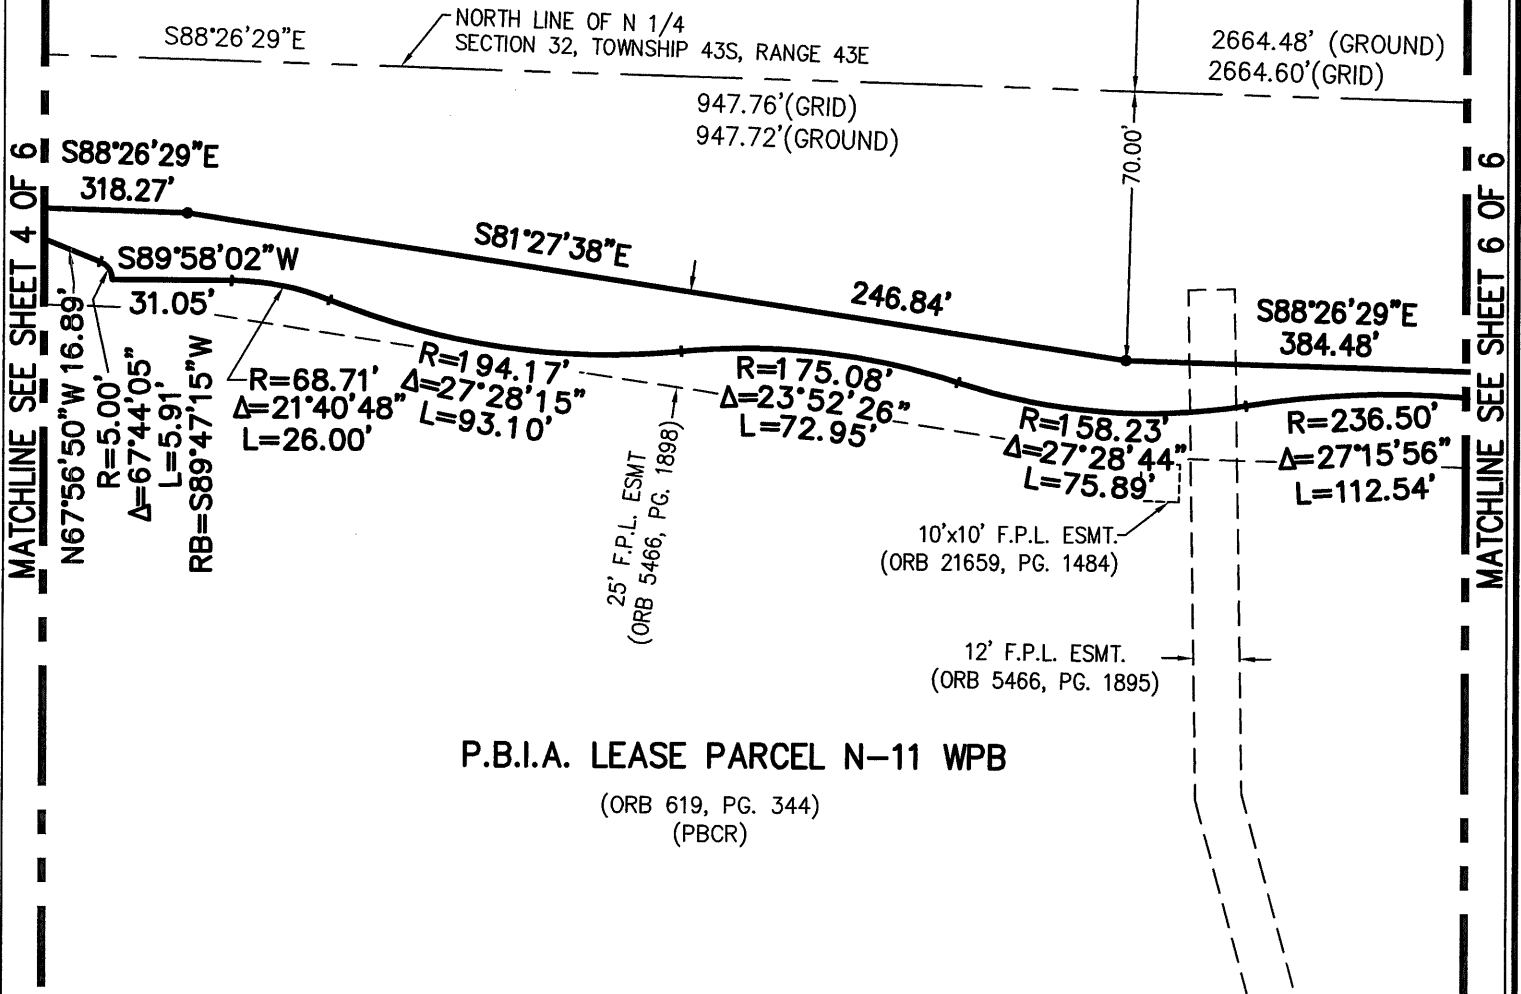 NORTH LINE OF N 1/4
SECTION 32, TOWNSHIP 43S, RANGE 43E
S88°26'29"E
2664.48' (GROUND)
2664.60'(GRID)
947.76'(GRID)
947.72'(GROUND)
70.00'
MATCHLINE SEE SHEET 4 OF 6
MATCHLINE SEE SHEET 6 OF 6
S88°26'29"E
318.27'
S81°27'38"E
246.84'
S88°26'29"E
384.48'
S89°58'02"W
31.05'
N67°56'50"W 16.89'
R=5.00'
Δ=67°44'05"
L=5.91'
RB=S89°47'15"W
R=68.71'
Δ=21°40'48"
L=26.00'
R=194.17'
Δ=27°28'15"
L=93.10'
R=175.08'
Δ=23°52'26"
L=72.95'
R=158.23'
Δ=27°28'44"
L=75.89'
R=236.50'
Δ=27°15'56"
L=112.54'
25' F.P.L. ESMT
(ORB 5466, PG. 1898)
10'x10' F.P.L. ESMT.
(ORB 21659, PG. 1484)
12' F.P.L. ESMT.
(ORB 5466, PG. 1895)
P.B.I.A. LEASE PARCEL N-11 WPB
(ORB 619, PG. 344)
(PBCR)